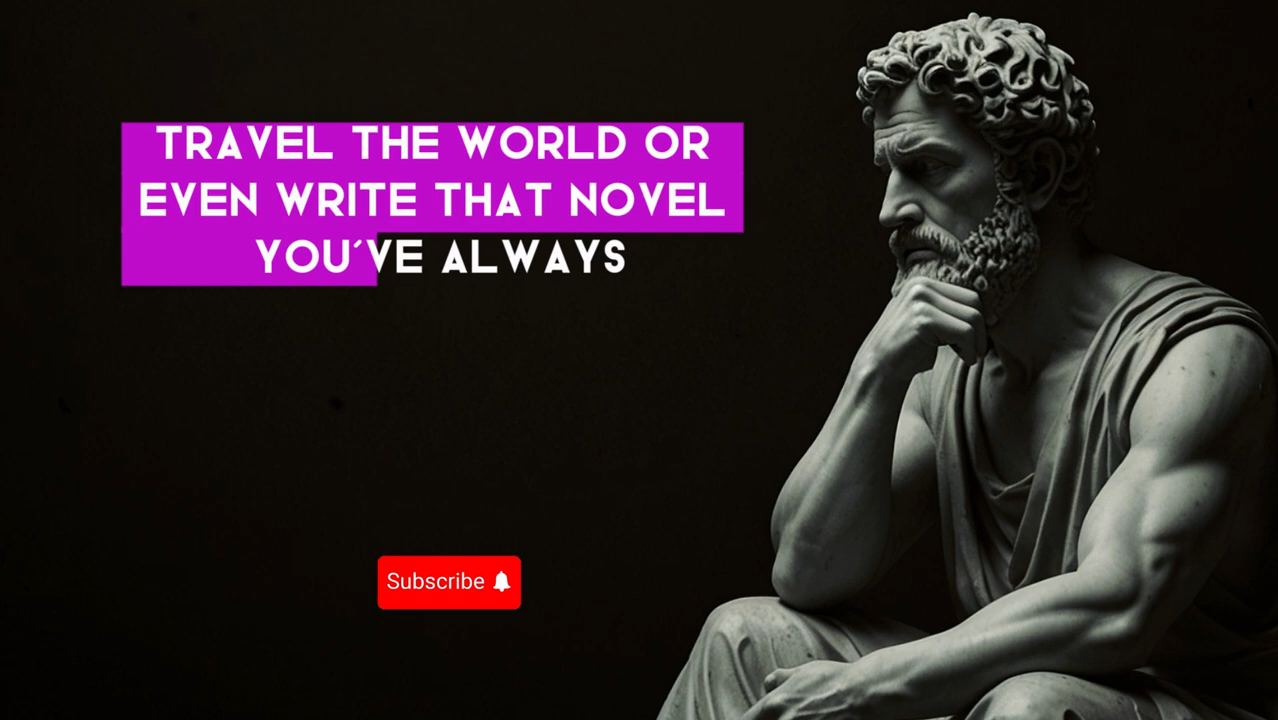 TRAVEL THE WORLD OR
EVEN WRITE THAT NOVEL
YOU'VE ALWAYS
Subscribe